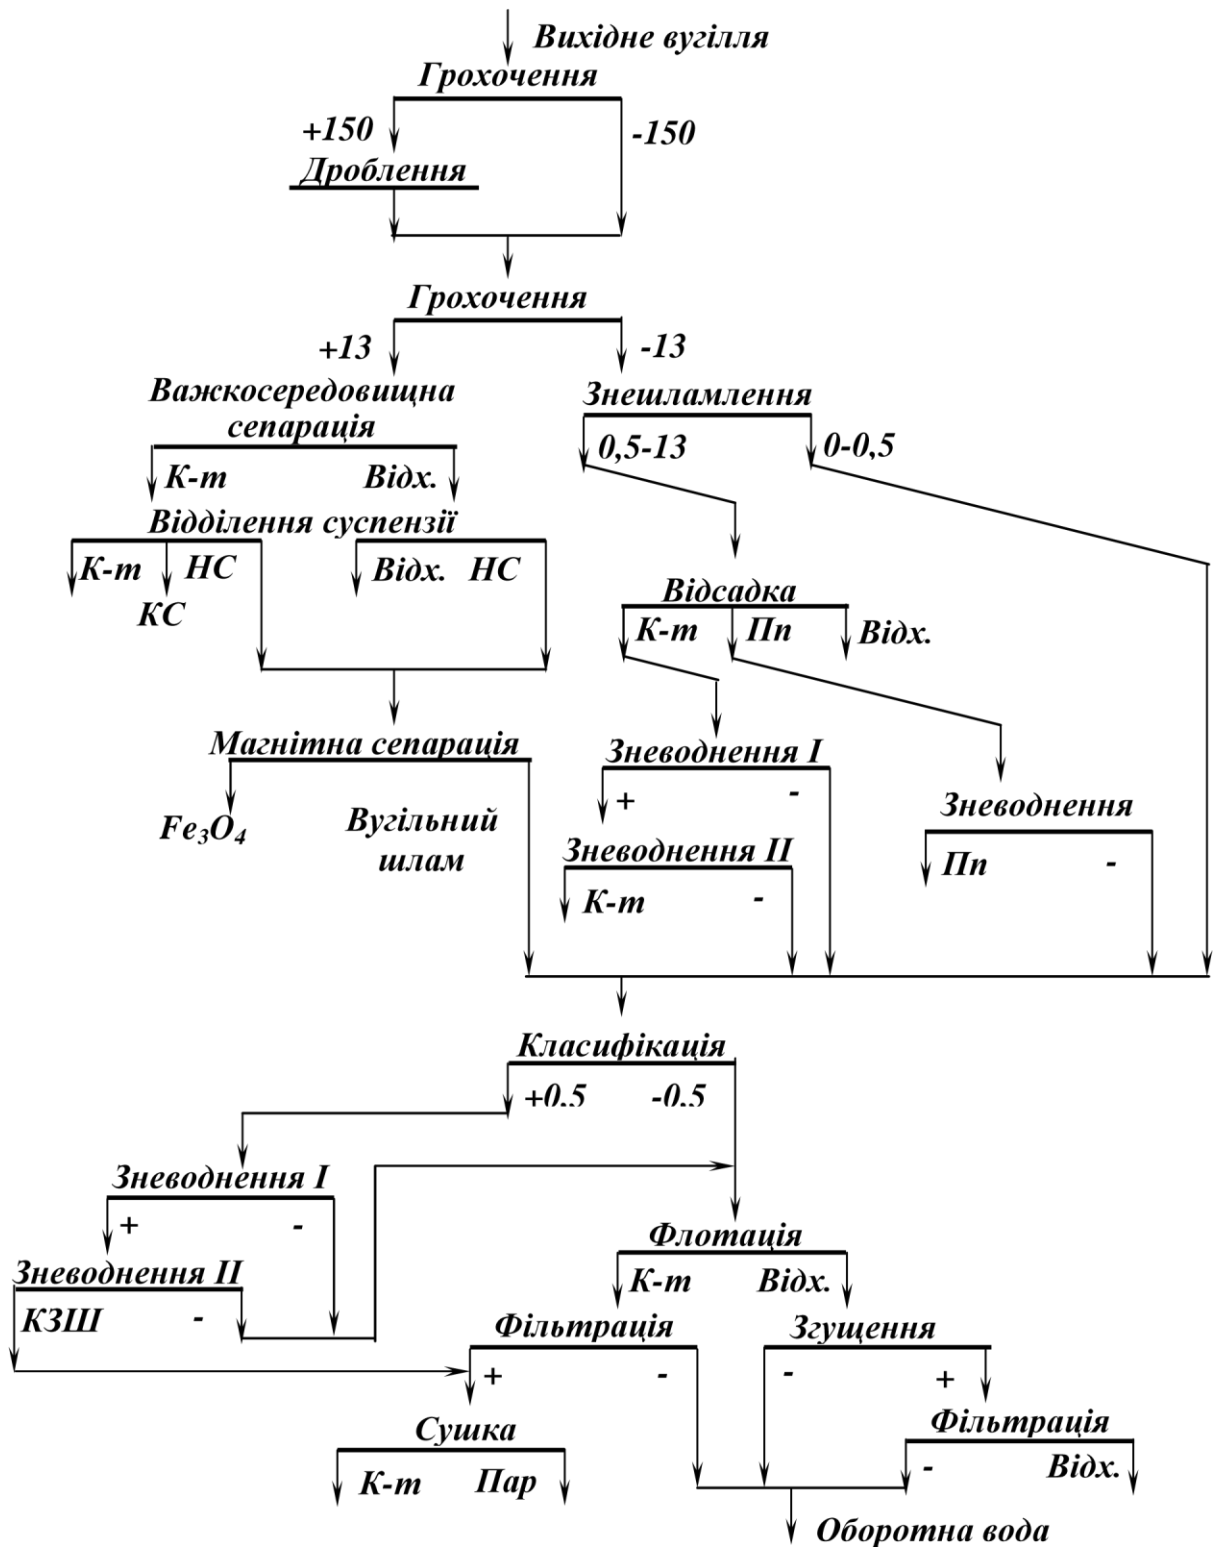 Вихідне вугілля
Грохочення
+150
-150
Дроблення
Грохочення
+13
-13
Важкосередовищна
сепарація
Знешламлення
0,5-13
0-0,5
К-т
Відх.
Відділення суспензії
К-т
НС
КС
Відх.
НС
Відсадка
К-т
Пп
Відх.
Магнітна сепарація
Fe3O4
Вугільний
шлам
Зневоднення I
+
-
Зневоднення II
К-т
-
Зневоднення
Пп
-
Класифікація
+0.5
-0.5
Зневоднення I
+
-
Зневоднення II
КЗШ
-
Флотація
К-т
Відх.
Фільтрація
+
-
Згущення
-
+
Сушка
К-т
Пар
Фільтрація
-
Відх.
Оборотна вода